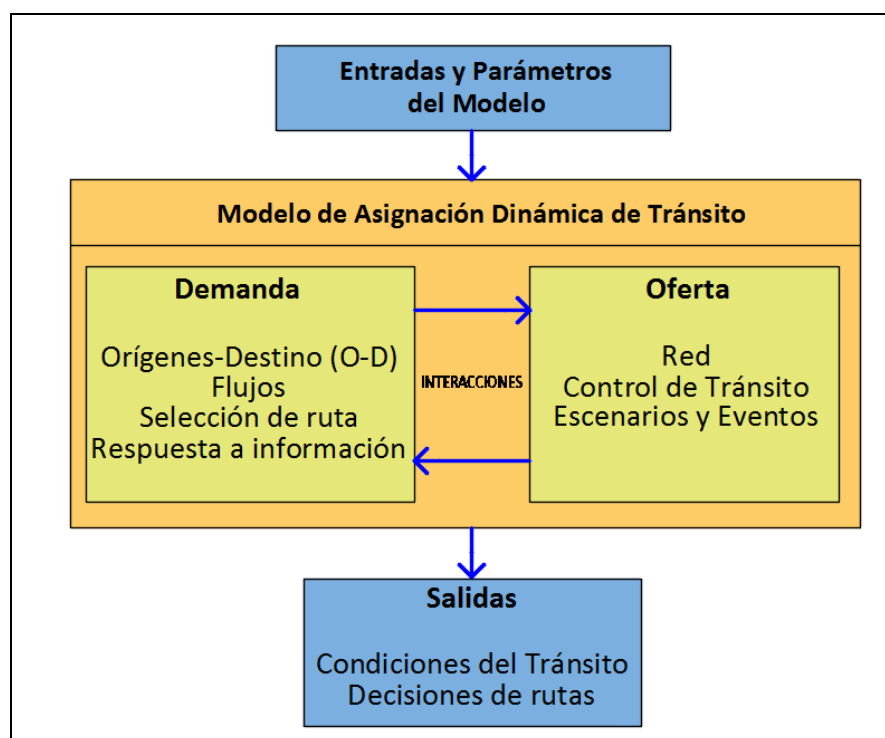 Entradas y Parámetros
del Modelo
Modelo de Asignación Dinámica de Tránsito
Demanda
Orígenes-Destino (O-D)
Flujos
Selección de ruta
Respuesta a información
INTERACCIONES
Oferta
Red
Control de Tránsito
Escenarios y Eventos
Salidas
Condiciones del Tránsito
Decisiones de rutas